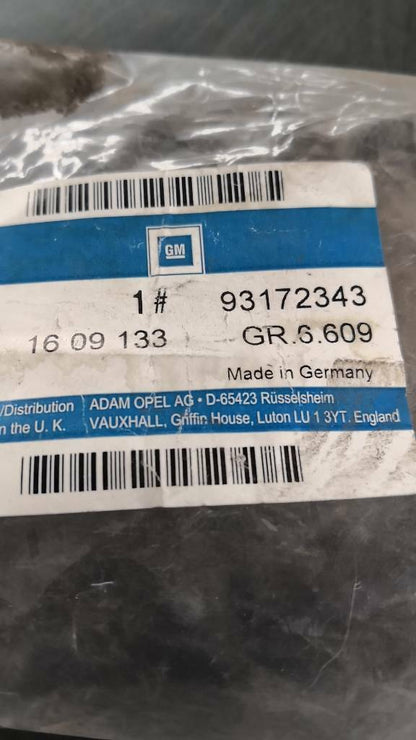 GM
1# 93172343
16 09 133 GR.6.609
Made in Germany
/Distribution ADAM OPEL AG • D-65423 Rüsselsheim
n the U. K. VAUXHALL, Griffin House, Luton LU 1 3YT. England